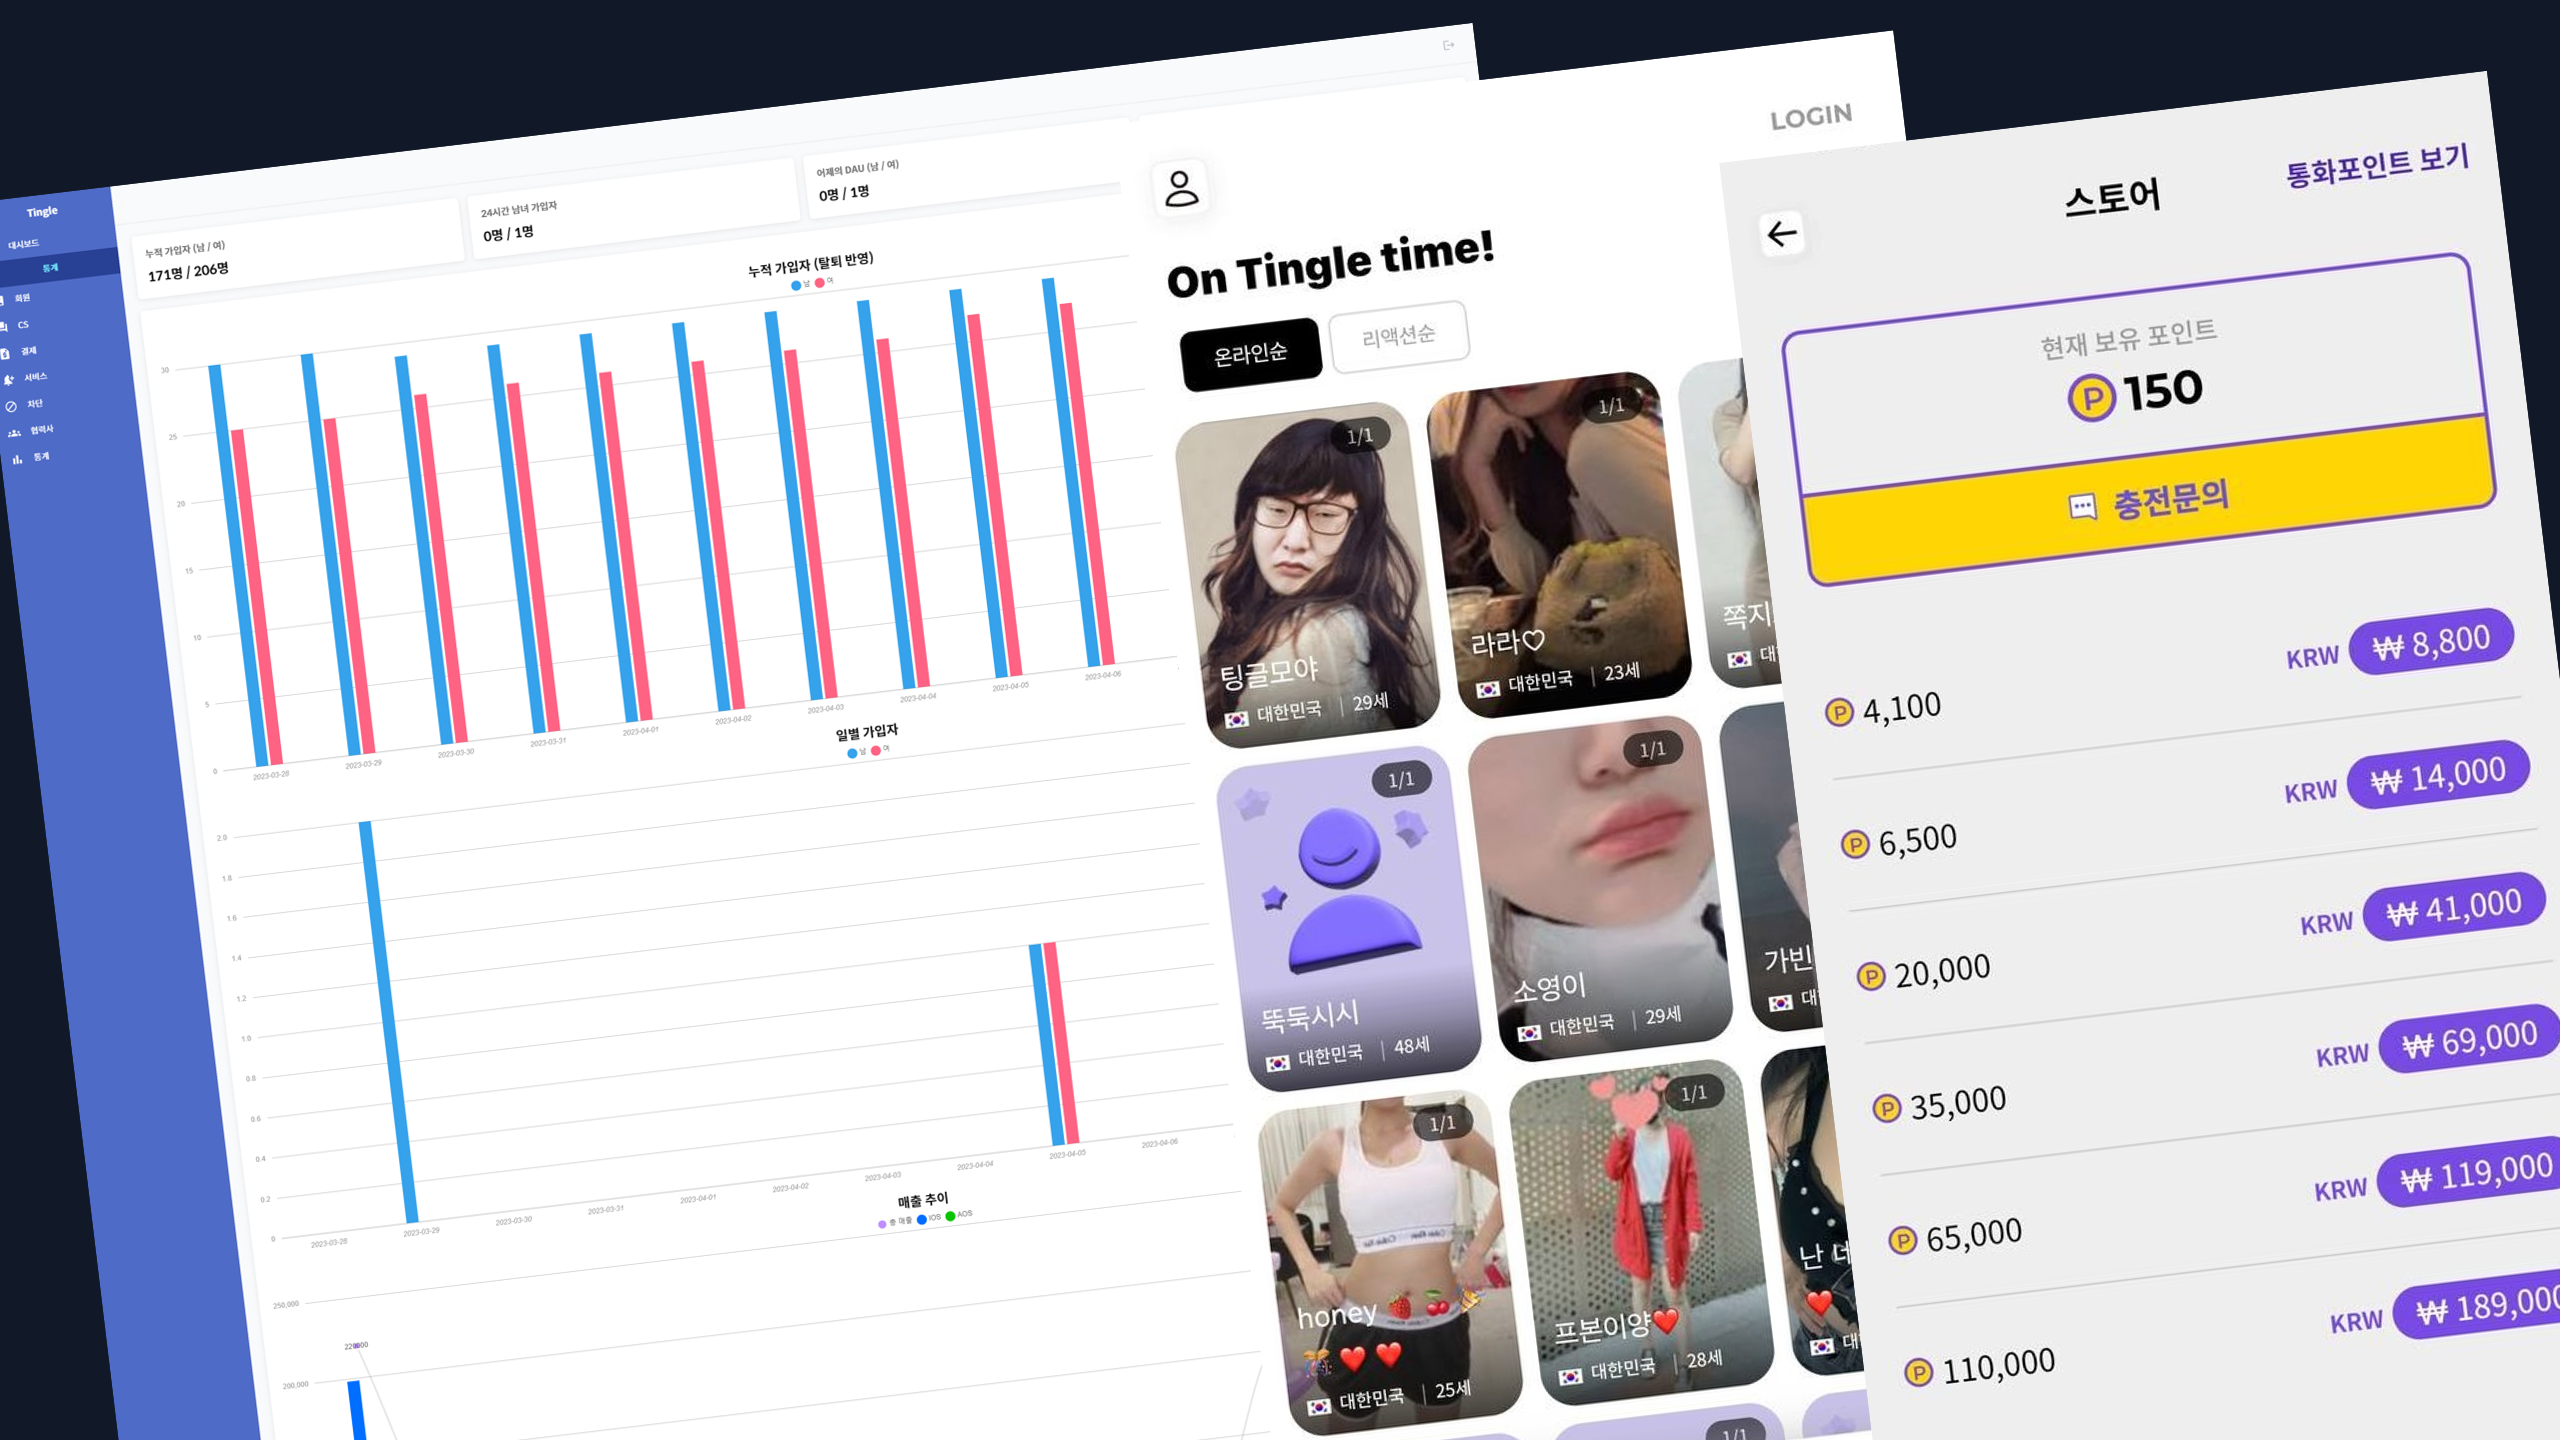 Tingle
대시보드
통계
회원
CS
결제
서비스
차단
협력사
통계
누적 가입자 (남 / 여)
171명 / 206명
24시간 남녀 가입자
0명 / 1명
어제의 DAU (남 / 여)
0명 / 1명
누적 가입자 (탈퇴 반영)
남 여
30
25
20
15
10
5
0
2023-03-28
2023-03-29
2023-03-30
2023-03-31
2023-04-01
2023-04-02
2023-04-03
2023-04-04
2023-04-05
2023-04-06
일별 가입자
남 여
2.0
1.8
1.6
1.4
1.2
1.0
0.8
0.6
0.4
0.2
0
2023-03-28
2023-03-29
2023-03-30
2023-03-31
2023-04-01
2023-04-02
2023-04-03
2023-04-04
2023-04-05
2023-04-06
매출 추이
총 매출 IOS AOS
250,000
200,000
LOGIN
On Tingle time!
온라인순
리액션순
1/1
팅글모야
대한민국 | 29세
1/1
라라♡
대한민국 | 23세
쪽지
대
1/1
뚝둑시시
대한민국 | 48세
1/1
소영이
대한민국 | 29세
가빈
대
1/1
honey 🍓 🍒 🎉
🎊 ❤️ ❤️
대한민국 | 25세
1/1
프본이양❤️
대한민국 | 28세
난
❤️
대
1/1
스토어
통화포인트 보기
현재 보유 포인트
P 150
충전문의
P 4,100 KRW ₩ 8,800
P 6,500 KRW ₩ 14,000
P 20,000 KRW ₩ 41,000
P 35,000 KRW ₩ 69,000
P 65,000 KRW ₩ 119,000
P 110,000 KRW ₩ 189,000